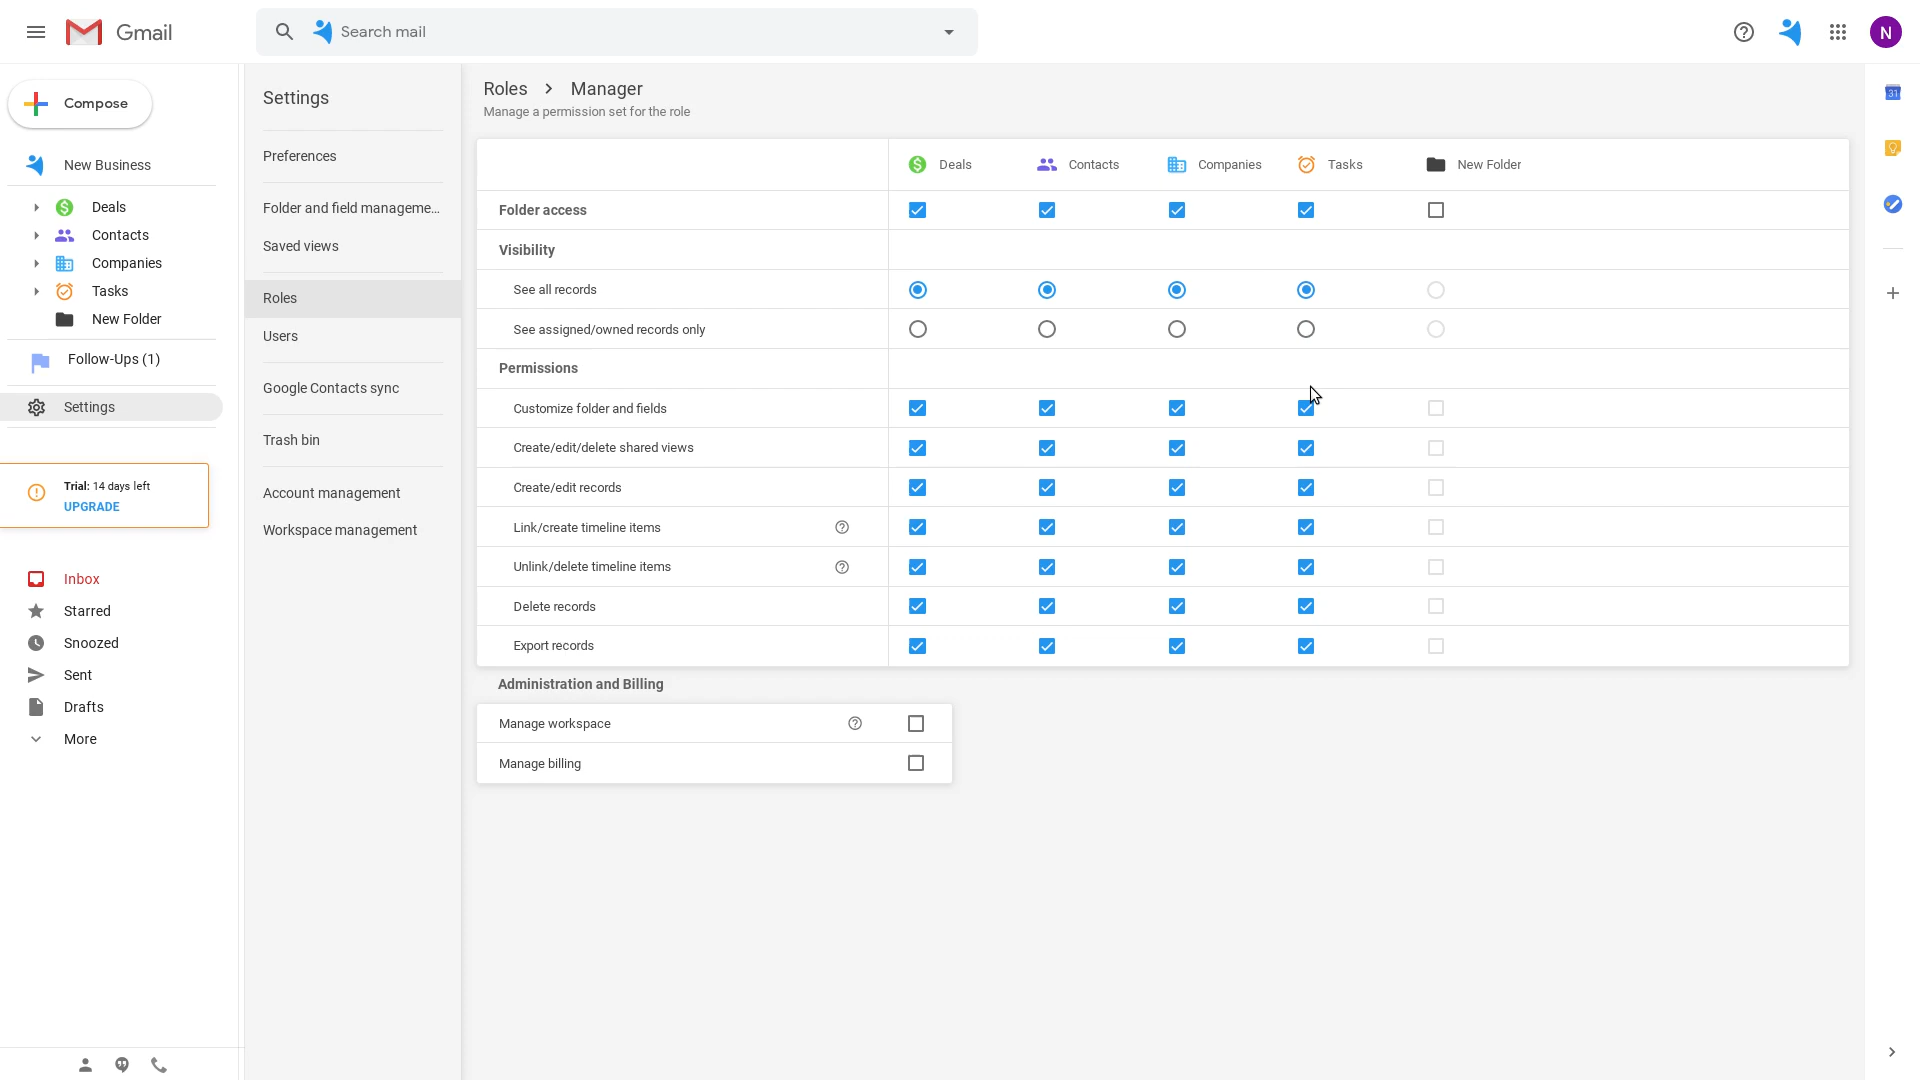 Gmail
Search mail
N
Compose
New Business
Deals
Contacts
Companies
Tasks
New Folder
Follow-Ups (1)
Settings
Trial: 14 days left
UPGRADE
Inbox
Starred
Snoozed
Sent
Drafts
More
Settings
Preferences
Folder and field manageme...
Saved views
Roles
Users
Google Contacts sync
Trash bin
Account management
Workspace management
Roles > Manager
Manage a permission set for the role
Deals Contacts Companies Tasks New Folder
Folder access
Visibility
See all records
See assigned/owned records only
Permissions
Customize folder and fields
Create/edit/delete shared views
Create/edit records
Link/create timeline items
Unlink/delete timeline items
Delete records
Export records
Administration and Billing
Manage workspace
Manage billing
31